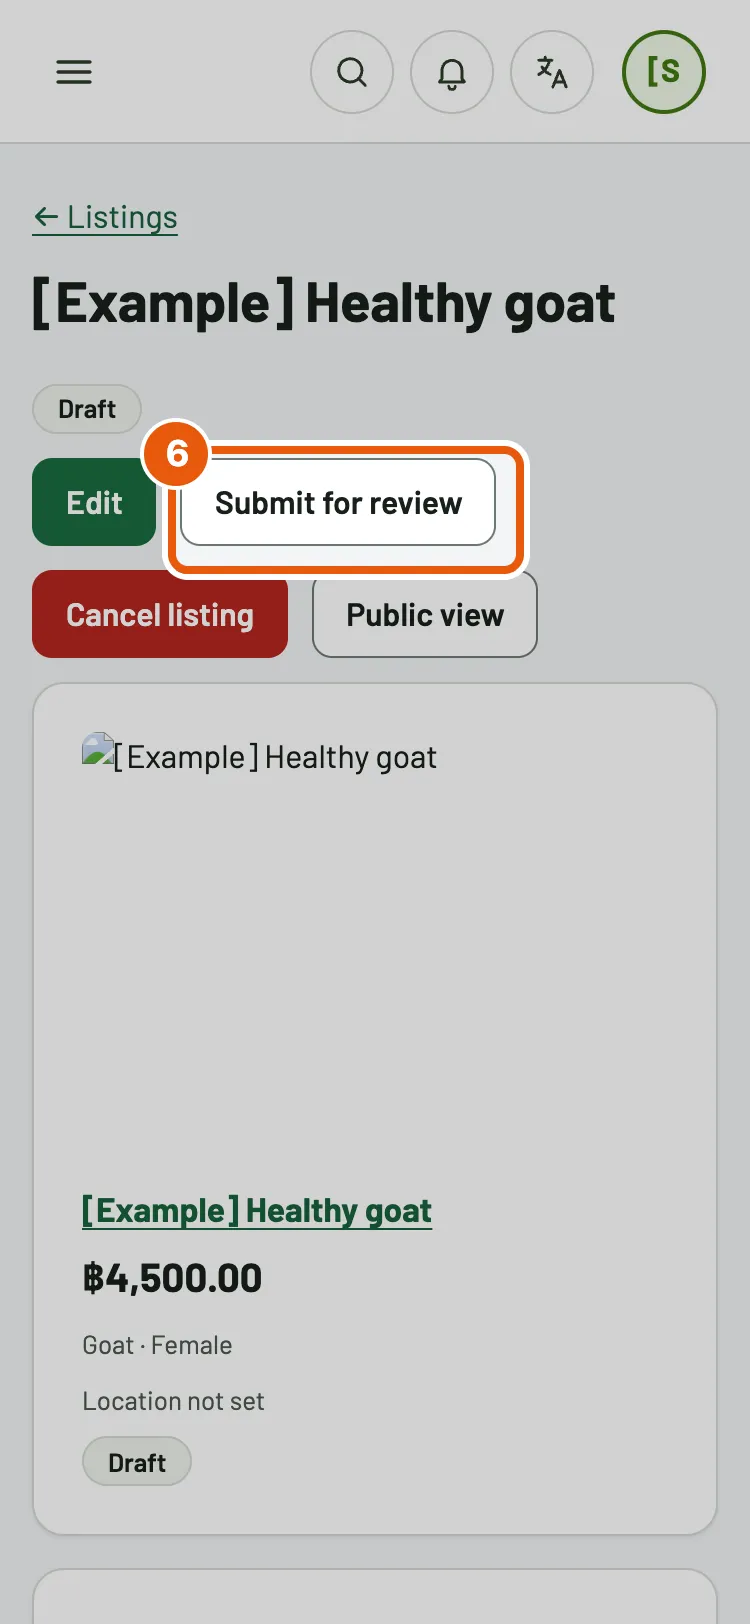 [S
← Listings
[Example] Healthy goat
Draft
6
Edit
Submit for review
Cancel listing
Public view
[Example] Healthy goat
[Example] Healthy goat
฿4,500.00
Goat · Female
Location not set
Draft